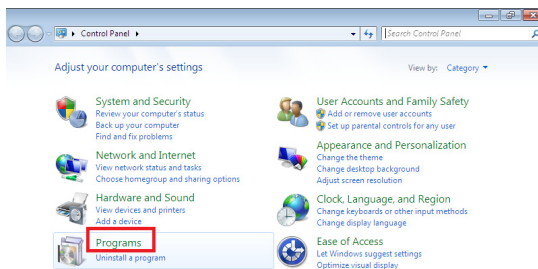 Control Panel
Search Control Panel
Adjust your computer's settings
View by: Category
System and Security
Review your computer's status
Back up your computer
Find and fix problems
Network and Internet
View network status and tasks
Choose homegroup and sharing options
Hardware and Sound
View devices and printers
Add a device
Programs
Uninstall a program
User Accounts and Family Safety
Add or remove user accounts
Set up parental controls for any user
Appearance and Personalization
Change the theme
Change desktop background
Adjust screen resolution
Clock, Language, and Region
Change keyboards or other input methods
Change display language
Ease of Access
Let Windows suggest settings
Optimize visual display